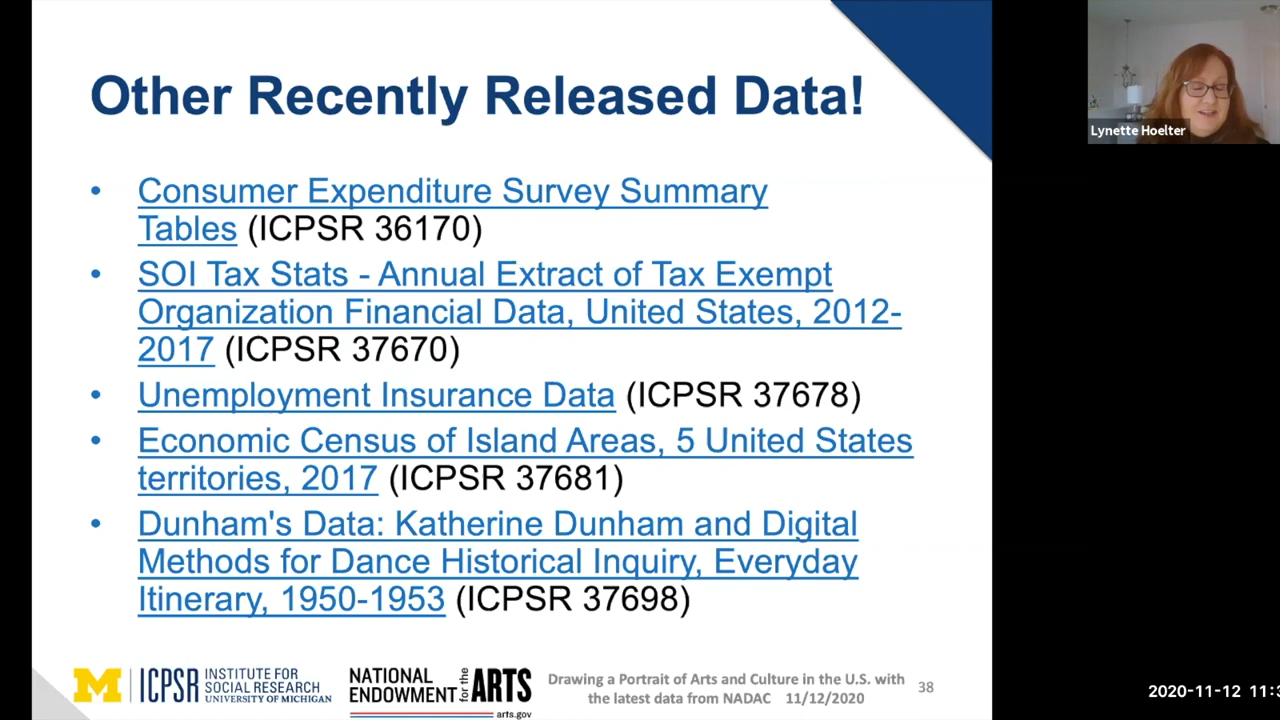 Other Recently Released Data!
Lynette Hoelter
• Consumer Expenditure Survey Summary
Tables (ICPSR 36170)
• SOI Tax Stats - Annual Extract of Tax Exempt
Organization Financial Data, United States, 2012-
2017 (ICPSR 37670)
• Unemployment Insurance Data (ICPSR 37678)
• Economic Census of Island Areas, 5 United States
territories, 2017 (ICPSR 37681)
• Dunham's Data: Katherine Dunham and Digital
Methods for Dance Historical Inquiry, Everyday
Itinerary, 1950-1953 (ICPSR 37698)
M ICPSR INSTITUTE FOR
SOCIAL RESEARCH
UNIVERSITY OF MICHIGAN
NATIONAL
ENDOWMENT for the ARTS
arts.gov
Drawing a Portrait of Arts and Culture in the U.S. with
the latest data from NADAC 11/12/2020
38
2020-11-12 11:3